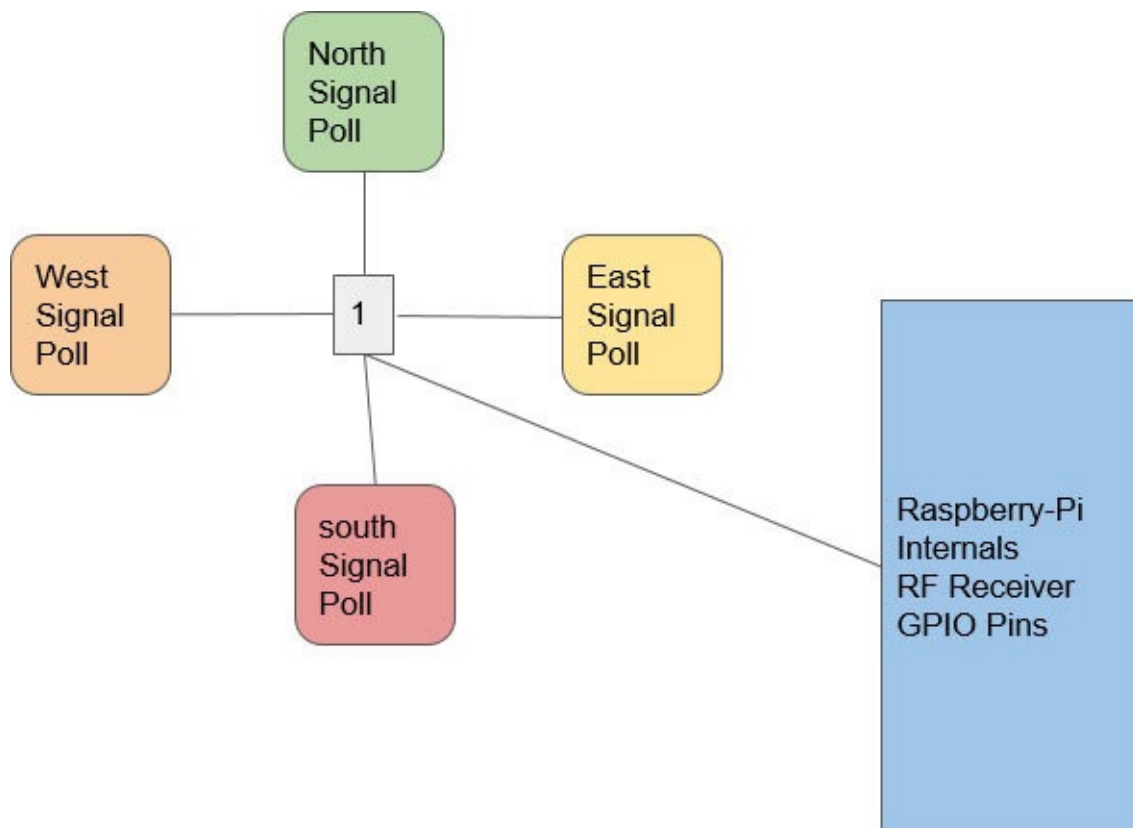 North
Signal
Poll
West
Signal
Poll
1
East
Signal
Poll
south
Signal
Poll
Raspberry-Pi
Internals
RF Receiver
GPIO Pins